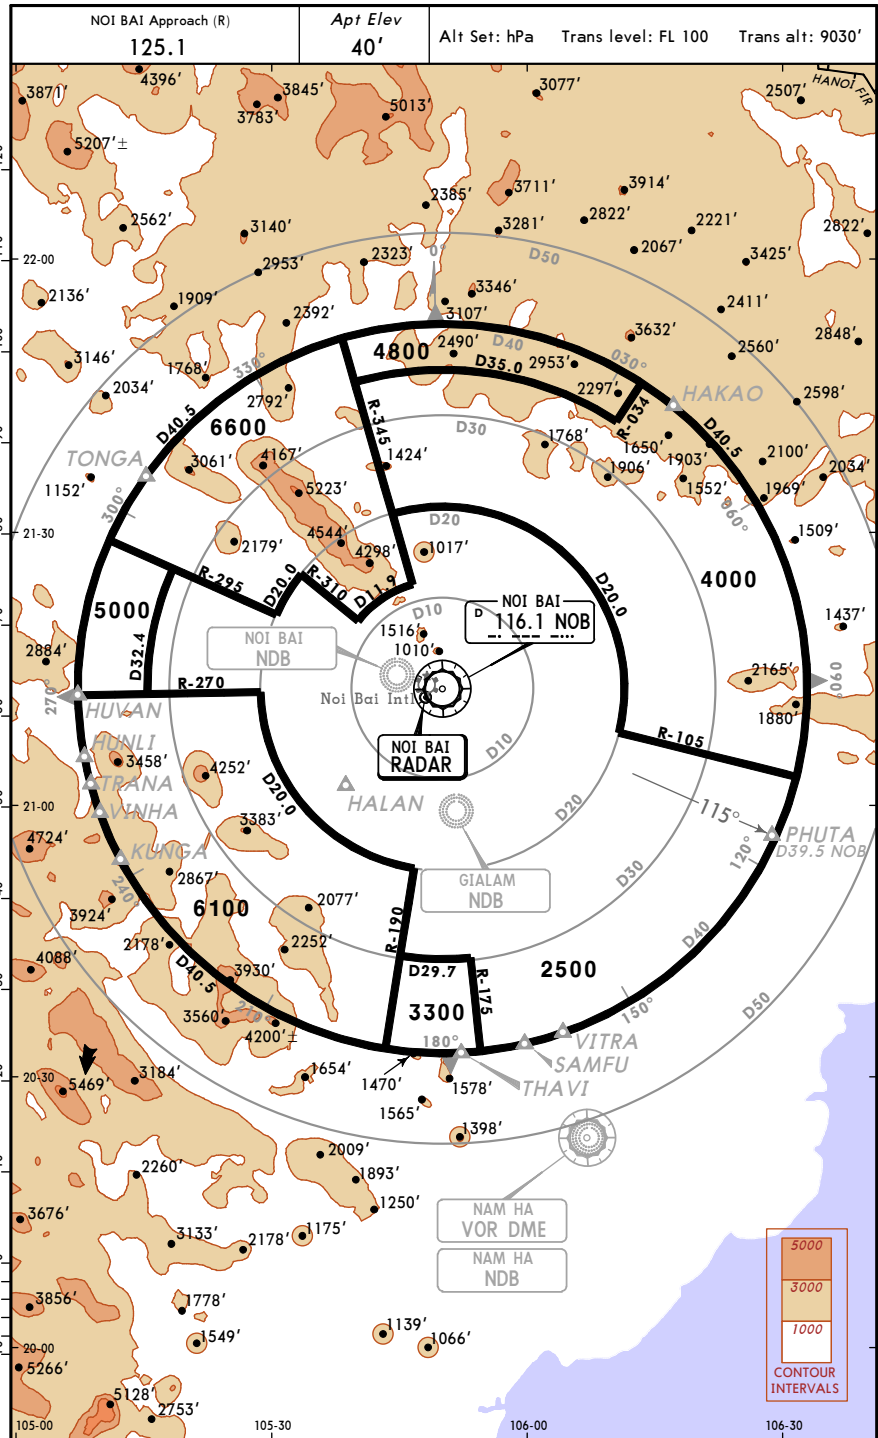 NOI BAI Approach (R)
125.1
Apt Elev
40'
Alt Set: hPa Trans level: FL 100 Trans alt: 9030'
HANOI FIR
3871'
4396'
3845'
3783'
5013'
3077'
2507'
5207'±
2562'
3140'
2385'
3711'
3914'
3281'
2822'
2221'
2822'
2067'
3425'
22-00
2953'
2323'
0°
D50
2136'
1909'
2392'
3346'
3107'
2411'
3632'
2848'
3146'
1768'
330°
4800
2490'
D40
D35.0
2953'
030°
2560'
2034'
2792'
2297'
HAKAO
2598'
D40.5
6600
R-345
D30
R-034
D40.5
TONGA
3061'
4167'
1424'
1768'
1650'
2100'
1152'
300°
5223'
1906'
1903'
1552'
2034'
1969'
060°
21-30
2179'
4544'
4298'
D20
1017'
1509'
R-295
D20.0
R-310
D11.9
D20.0
4000
5000
D32.4
D10
NOI BAI
D 116.1 NOB
1437'
NOI BAI
NDB
1516'
1010'
2884'
R-270
270°
Noi Bai Intl
2165'
090°
1880'
HUVAN
HUNLI
3458'
NOI BAI
RADAR
D10
R-105
TRANA
4252'
VINHA
D20.0
HALAN
D20
115°
21-00
PHUTA
D39.5 NOB
3383'
4724'
KUNGA
120°
240°
2867'
GIALAM
NDB
D30
3924'
6100
2077'
R-190
2178'
2252'
D40
4088'
D40.5
3930'
D29.7
R-175
2500
3560'
210°
3300
150°
D50
4200'±
180°
VITRA
SAMFU
THAVI
20-30
5469'
3184'
1654'
1470'
1578'
1565'
1398'
2009'
2260'
1893'
1250'
3676'
3133'
2178'
1175'
NAM HA
VOR DME
NAM HA
NDB
3856'
1778'
1549'
1139'
1066'
20-00
5266'
5128'
2753'
5000
3000
1000
CONTOUR
INTERVALS
105-00
105-30
106-00
106-30